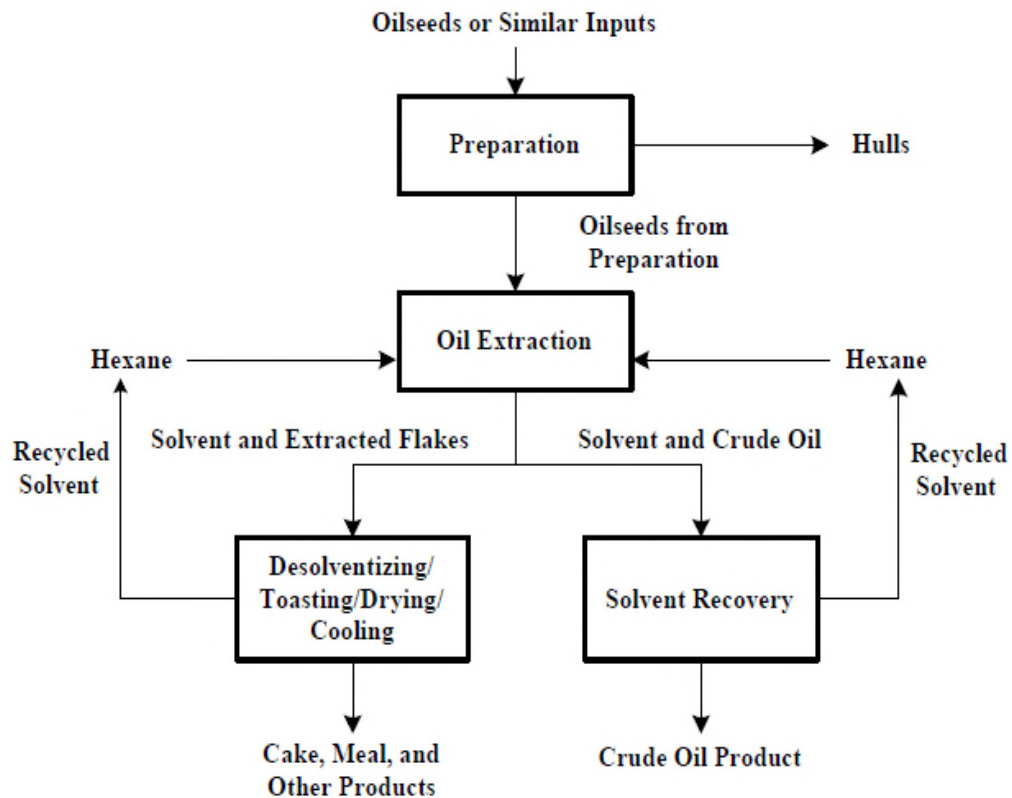 Oilseeds or Similar Inputs
Preparation
Hulls
Oilseeds from
Preparation
Oil Extraction
Hexane
Hexane
Solvent and Extracted Flakes
Solvent and Crude Oil
Recycled
Solvent
Recycled
Solvent
Desolventizing/
Toasting/Drying/
Cooling
Solvent Recovery
Cake, Meal, and
Other Products
Crude Oil Product